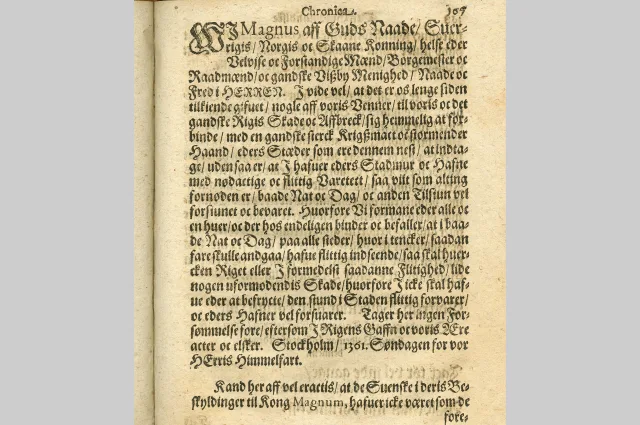 Chronica. 107
WI Magnus aff Guds Naade/ Suer-
rigis/ Norgis oc Skaane Konning/ helse eder
Velvise oc Forstandige Mænd/ Borgemester oc
Raadmænd/ oc gandske Vißby Menighed/ Naade oc
Fred i HERREN. I vide vel/ at det er os lenge siden
tilkiende gifuet/ nogle aff voris Venner/ til voris oc det
gandske Rigis Skade oc Affbreck/ sig hemmelig at for-
binde/ med en gandske sterck Krigßmact oc stormender
Haand/ eders Stæder som ere dennem nest/ at indta-
ge/ uden saa er/ at I hafuer eders Stadmur oc Hafne
med nødactige oc flittig Varetect/ saa vilt som alting
fornøden er/ baade Nat oc Dag/ oc anden Tilsiun vel
forsiunet oc bevaret. Huorfore Vi formane eder alle oc
en huer/ oc der hos endeligen binder oc befaller/ at i baa-
de Nat oc Dag/ paa alle steder/ huor i tencker/ saadan
fare skulle andgaa/ hafue flittig indseende/ saa skal huer-
cken Riget eller I formedelst saadanne Flitighed/ lide
nogen uformodendis Skade/ huorfore I icke skal haf-
ue eder at befrycte/ den stund i Staden flittig forvarer/
oc eders Hafner vel forsuarer. Tager her ingen For-
sømmelse fore/ eftersom I Rigens Gaffn oc voris Ære
acter oc elsker. Stockholm/ 1361. Søndagen for vor
HErris Himmelfart.
Kand her aff vel eractis/ at de Suenske i deris Be-
skyldinger til Kong Magnum, hafuer icke været som de
fore-